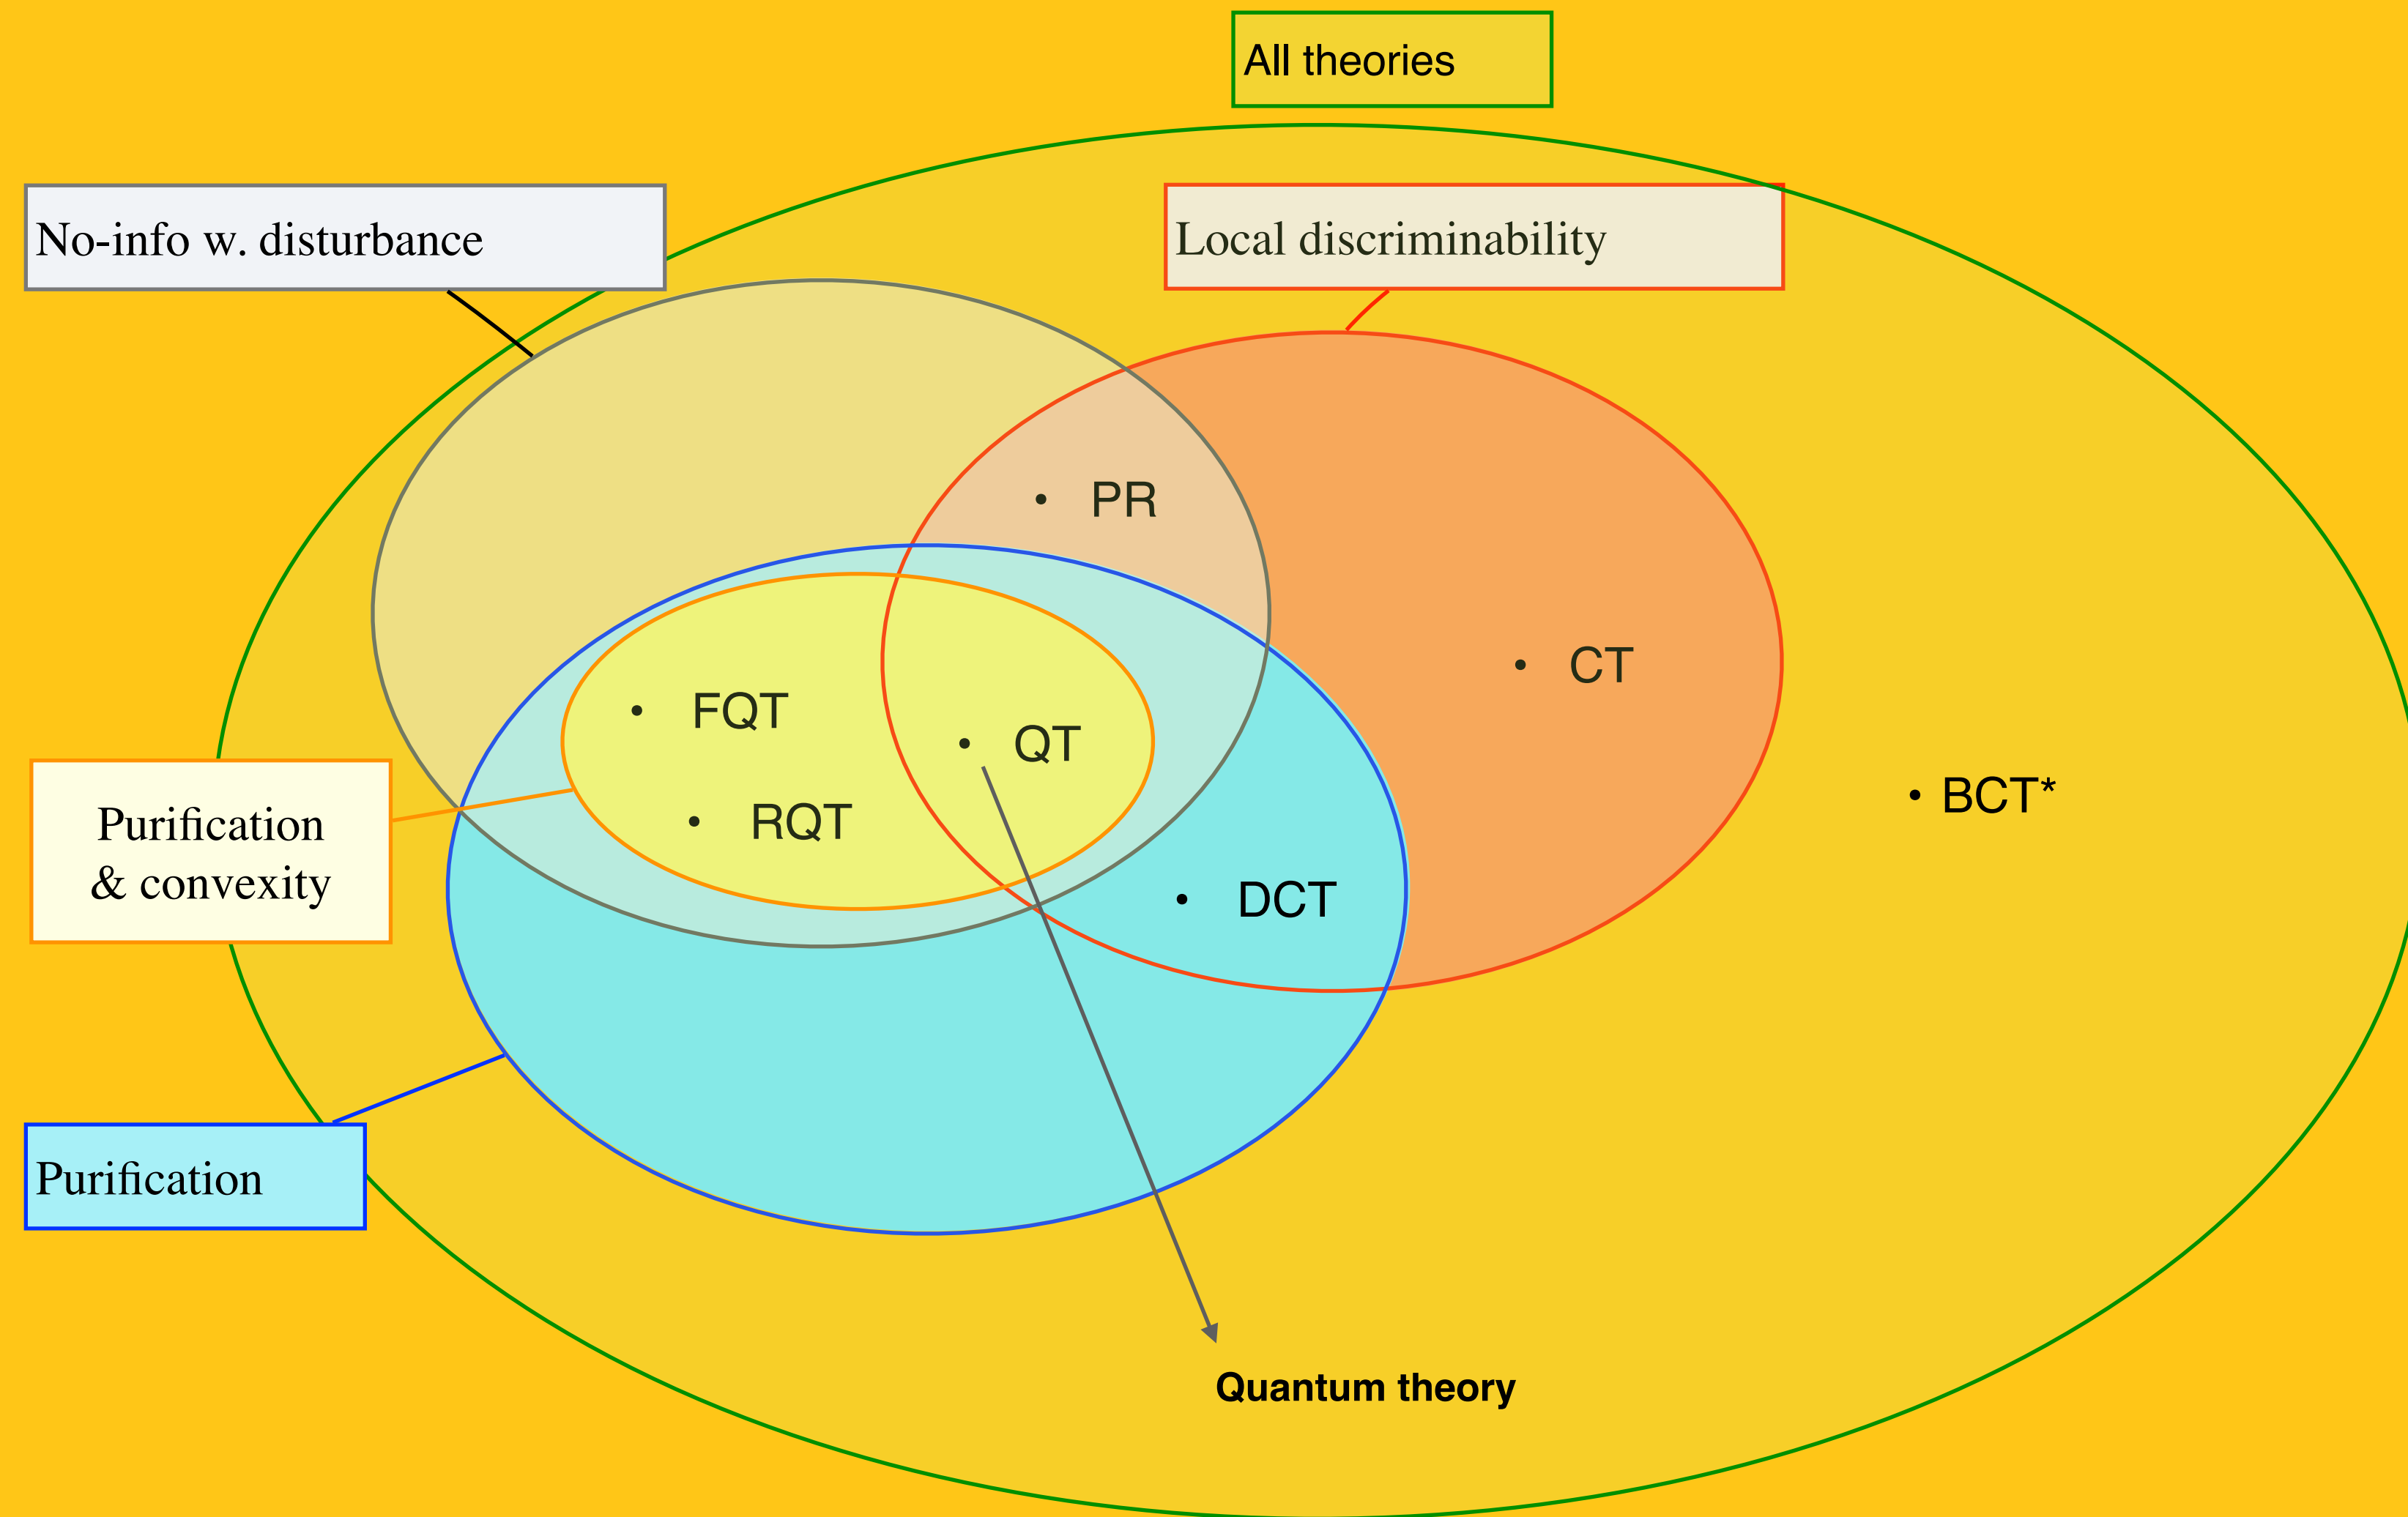 All theories
No-info w. disturbance
Local discriminability
• PR
• CT
• FQT
• QT
• BCT*
• RQT
Purification
& convexity
• DCT
Purification
Quantum theory